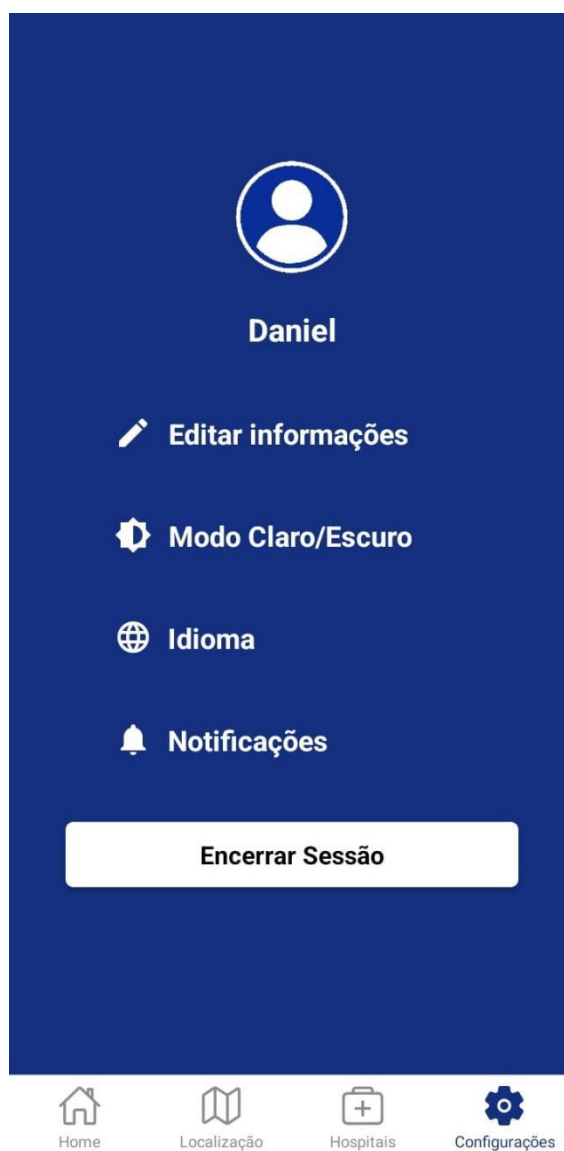 Daniel
Editar informações
Modo Claro/Escuro
Idioma
Notificações
Encerrar Sessão
Home
Localização
Hospitais
Configurações